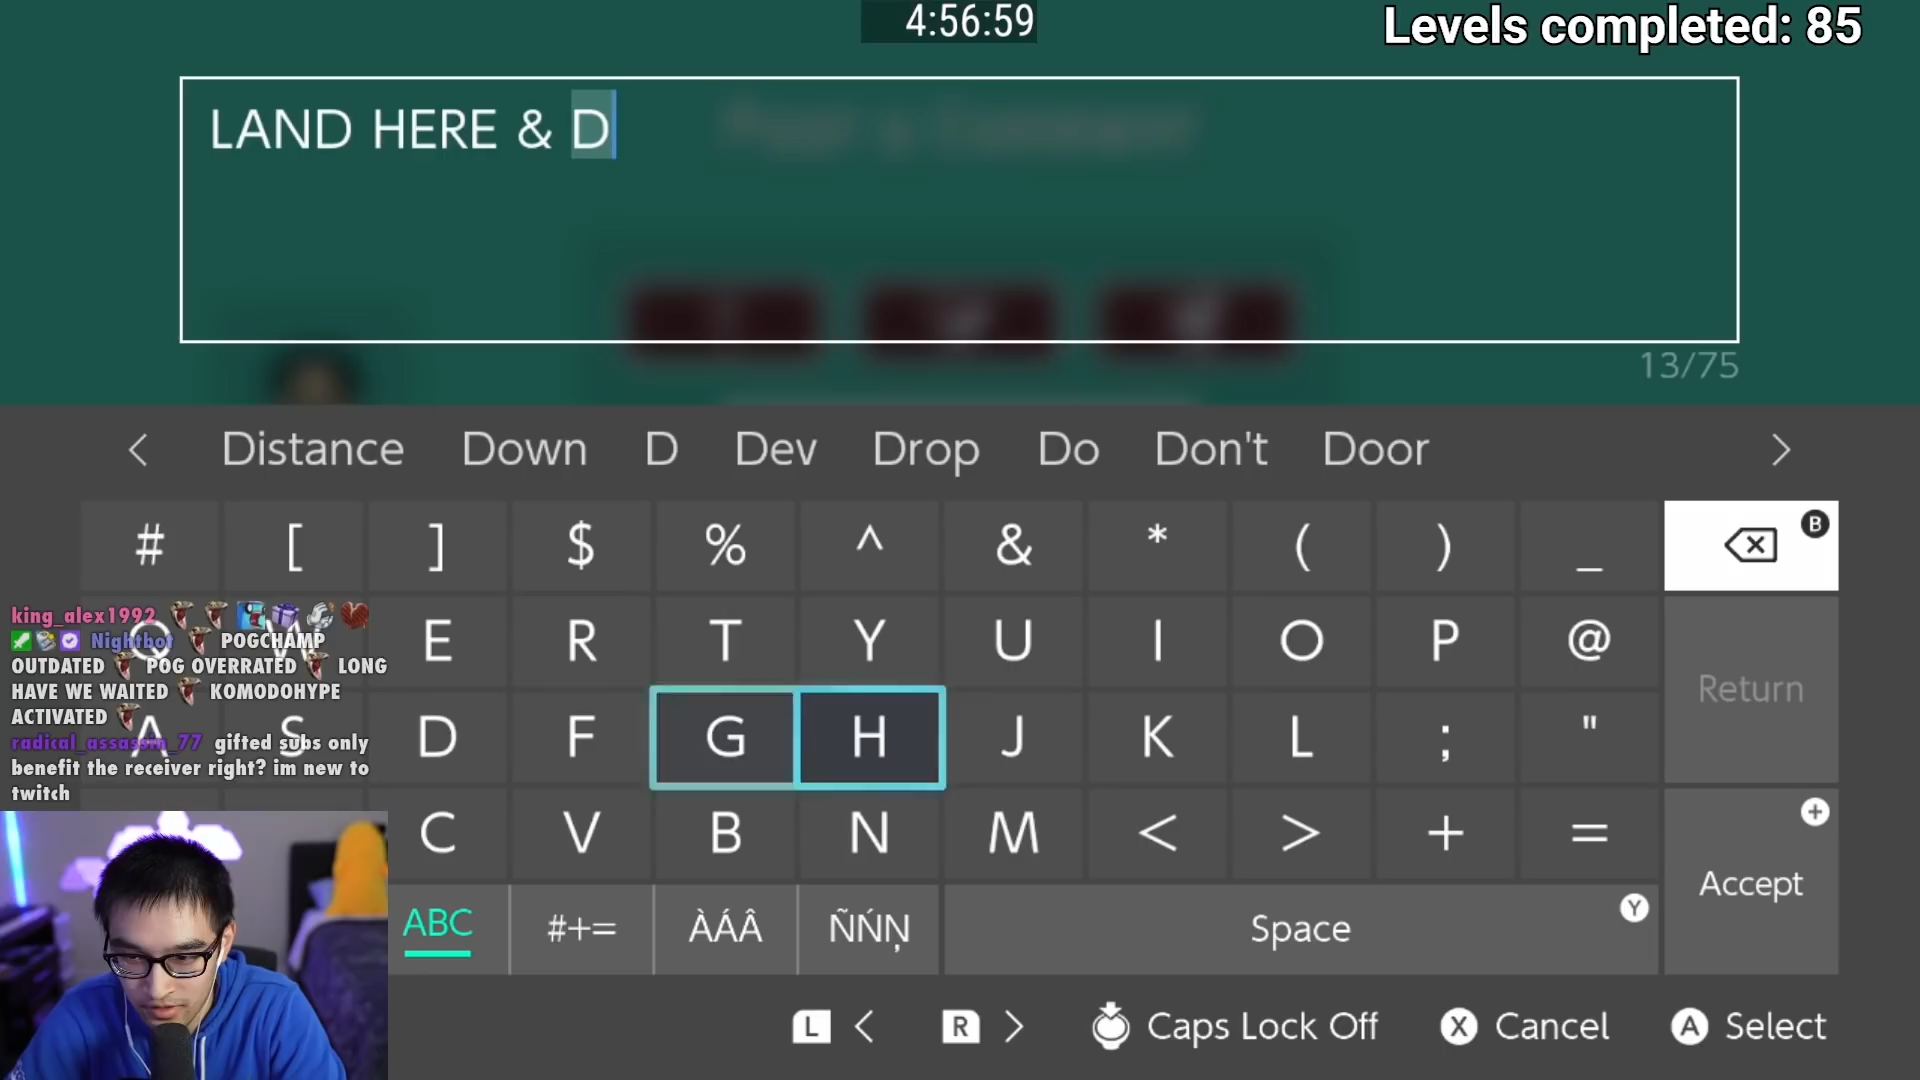 4:56:59
Levels completed: 85
LAND HERE & D
13/75
< Distance Down D Dev Drop Do Don't Door >
# [ ] $ % ^ & * ( ) _ B
Q W E R T Y U I O P @ Return
A S D F G H J K L ; "
C V B N M < > + = Accept +
ABC #+= ÀÁÂ ÑŃŅ Space Y
L < R > Caps Lock Off X Cancel A Select
king_alex1992
Nightbot POGCHAMP
OUTDATED POG OVERRATED LONG
HAVE WE WAITED KOMODOHYPE
ACTIVATED
radical_assassin_77 gifted subs only
benefit the receiver right? im new to
twitch